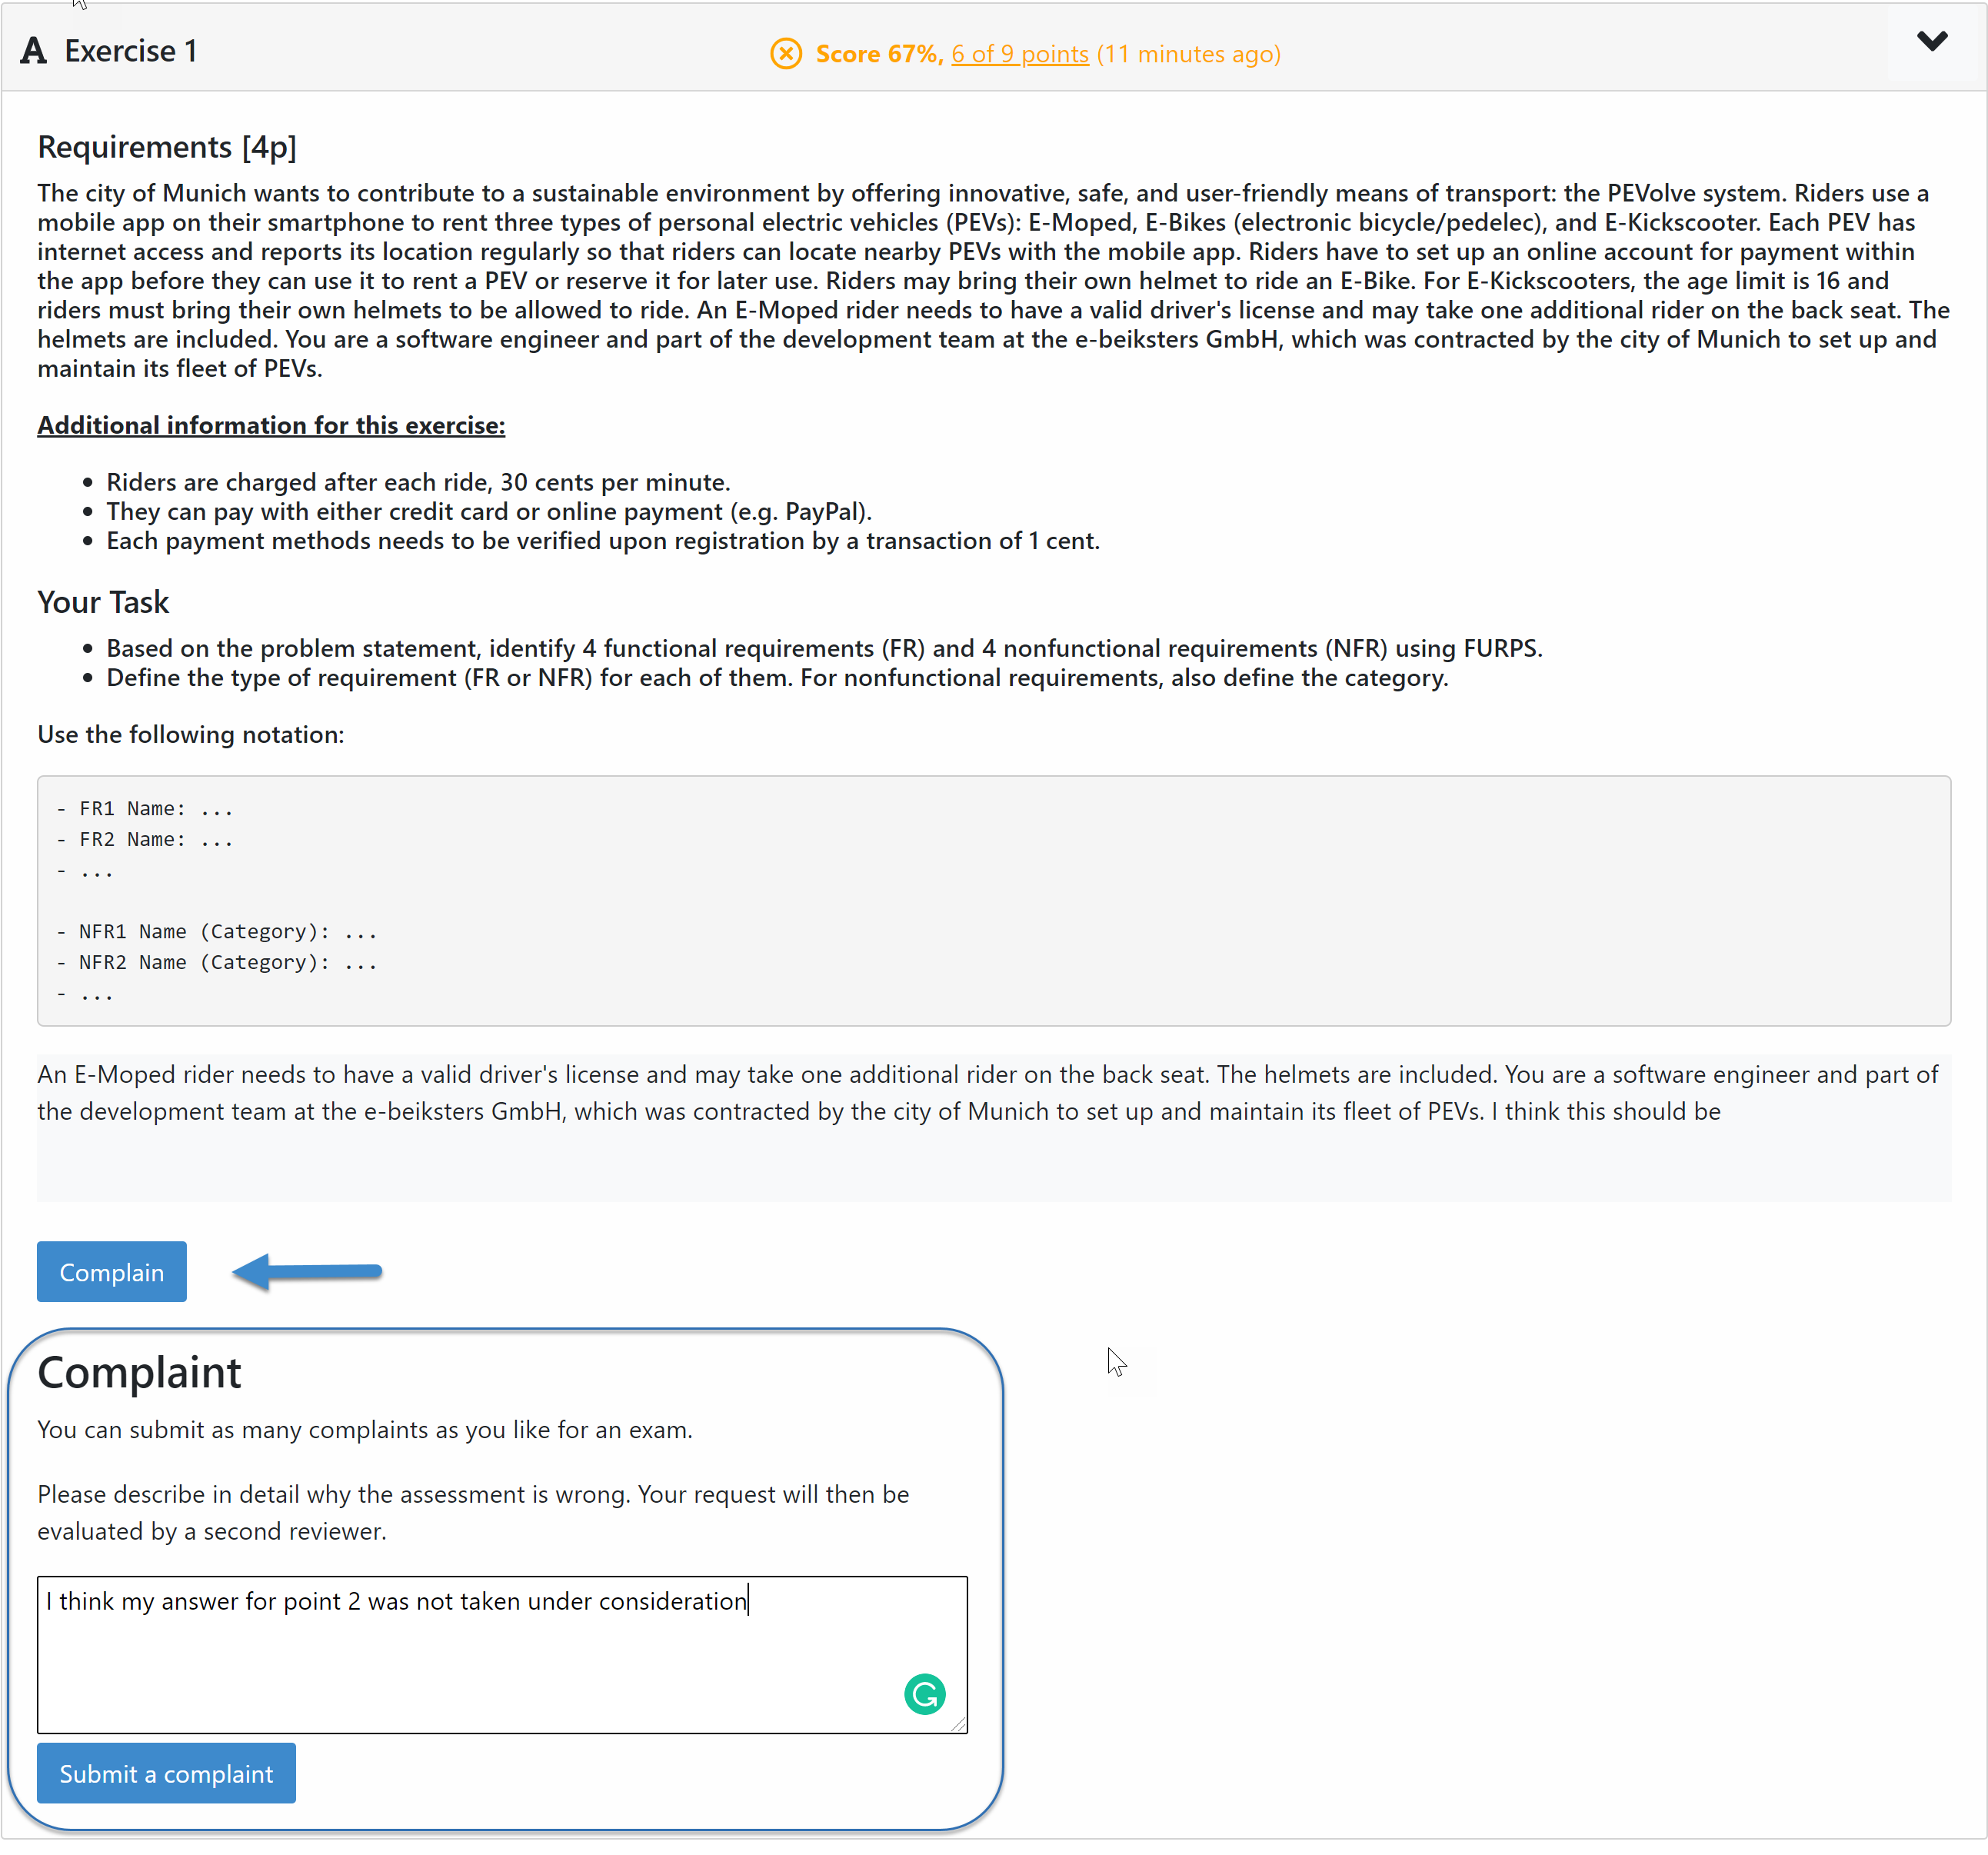 A Exercise 1
Score 67%, 6 of 9 points (11 minutes ago)
Requirements [4p]
The city of Munich wants to contribute to a sustainable environment by offering innovative, safe, and user-friendly means of transport: the PEVolve system. Riders use a
mobile app on their smartphone to rent three types of personal electric vehicles (PEVs): E-Moped, E-Bikes (electronic bicycle/pedelec), and E-Kickscooter. Each PEV has
internet access and reports its location regularly so that riders can locate nearby PEVs with the mobile app. Riders have to set up an online account for payment within
the app before they can use it to rent a PEV or reserve it for later use. Riders may bring their own helmet to ride an E-Bike. For E-Kickscooters, the age limit is 16 and
riders must bring their own helmets to be allowed to ride. An E-Moped rider needs to have a valid driver's license and may take one additional rider on the back seat. The
helmets are included. You are a software engineer and part of the development team at the e-beiksters GmbH, which was contracted by the city of Munich to set up and
maintain its fleet of PEVs.
Additional information for this exercise:
• Riders are charged after each ride, 30 cents per minute.
• They can pay with either credit card or online payment (e.g. PayPal).
• Each payment methods needs to be verified upon registration by a transaction of 1 cent.
Your Task
• Based on the problem statement, identify 4 functional requirements (FR) and 4 nonfunctional requirements (NFR) using FURPS.
• Define the type of requirement (FR or NFR) for each of them. For nonfunctional requirements, also define the category.
Use the following notation:
- FR1 Name: ...
- FR2 Name: ...
- ...
- NFR1 Name (Category): ...
- NFR2 Name (Category): ...
- ...
An E-Moped rider needs to have a valid driver's license and may take one additional rider on the back seat. The helmets are included. You are a software engineer and part of
the development team at the e-beiksters GmbH, which was contracted by the city of Munich to set up and maintain its fleet of PEVs. I think this should be
Complain
Complaint
You can submit as many complaints as you like for an exam.
Please describe in detail why the assessment is wrong. Your request will then be
evaluated by a second reviewer.
I think my answer for point 2 was not taken under consideration
Submit a complaint